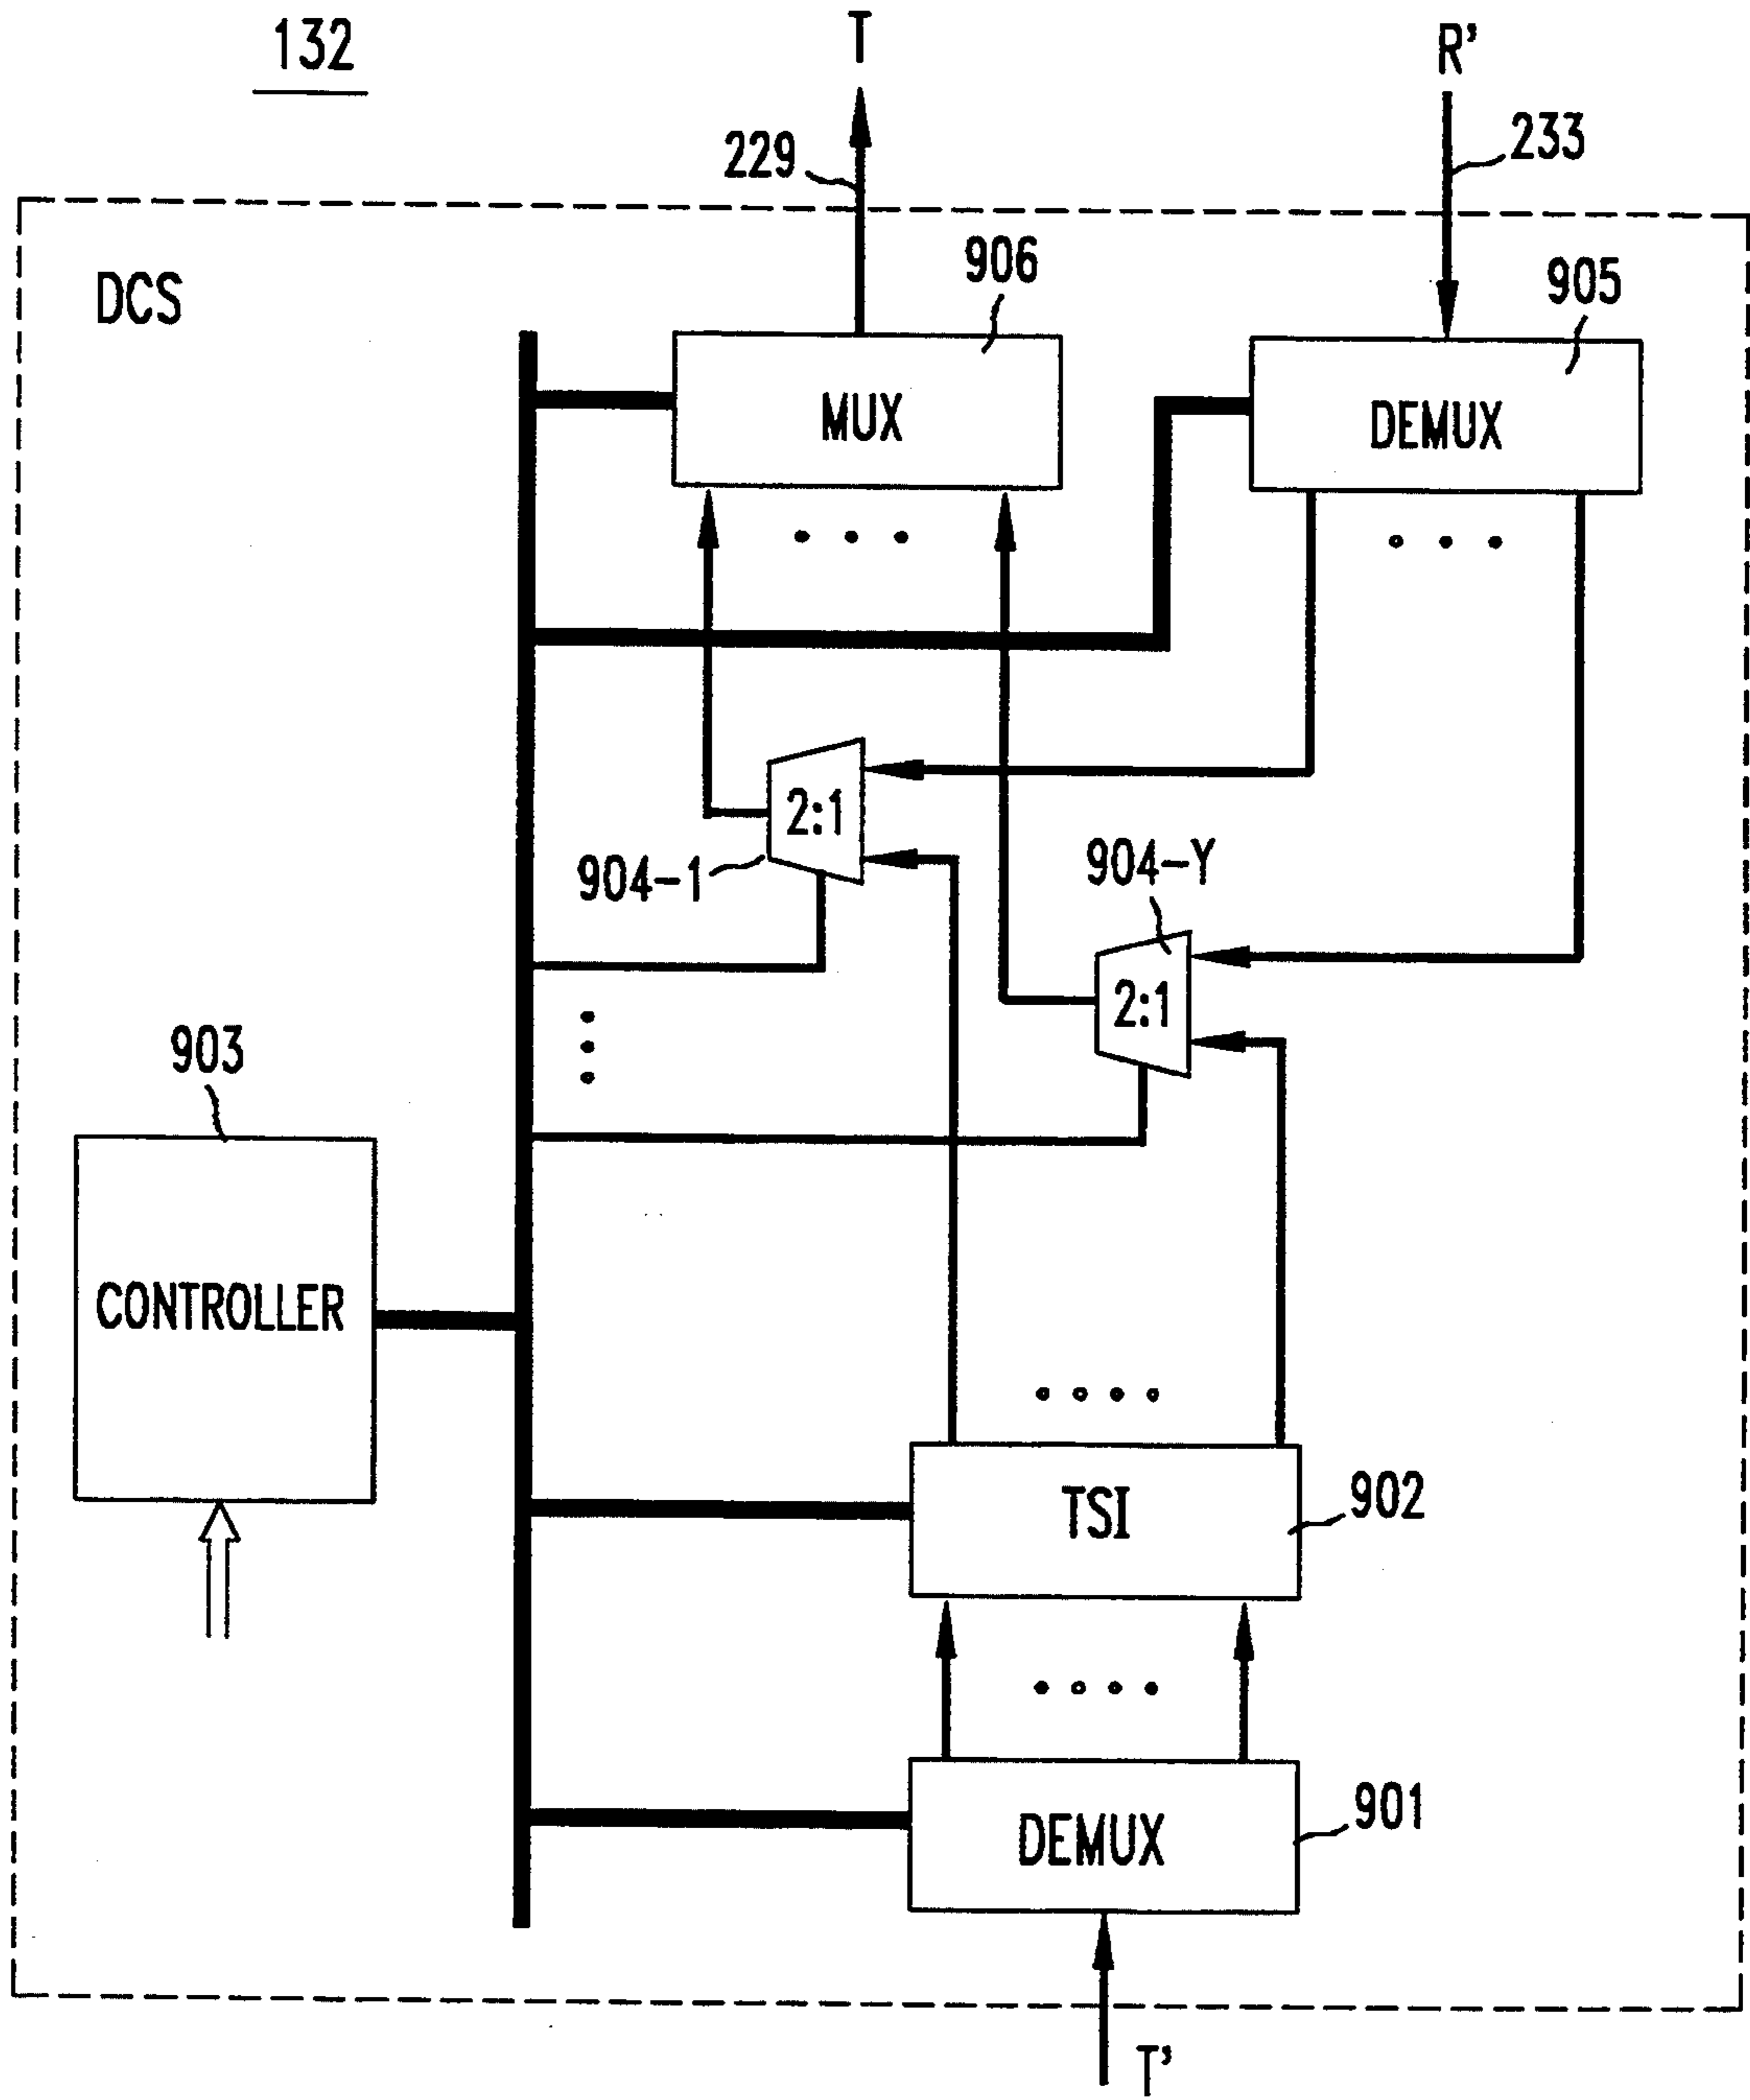 132
T
R'
229
233
DCS
906
905
MUX
DEMUX
2:1
904-1
904-Y
2:1
903
CONTROLLER
TSI
902
DEMUX
901
T'